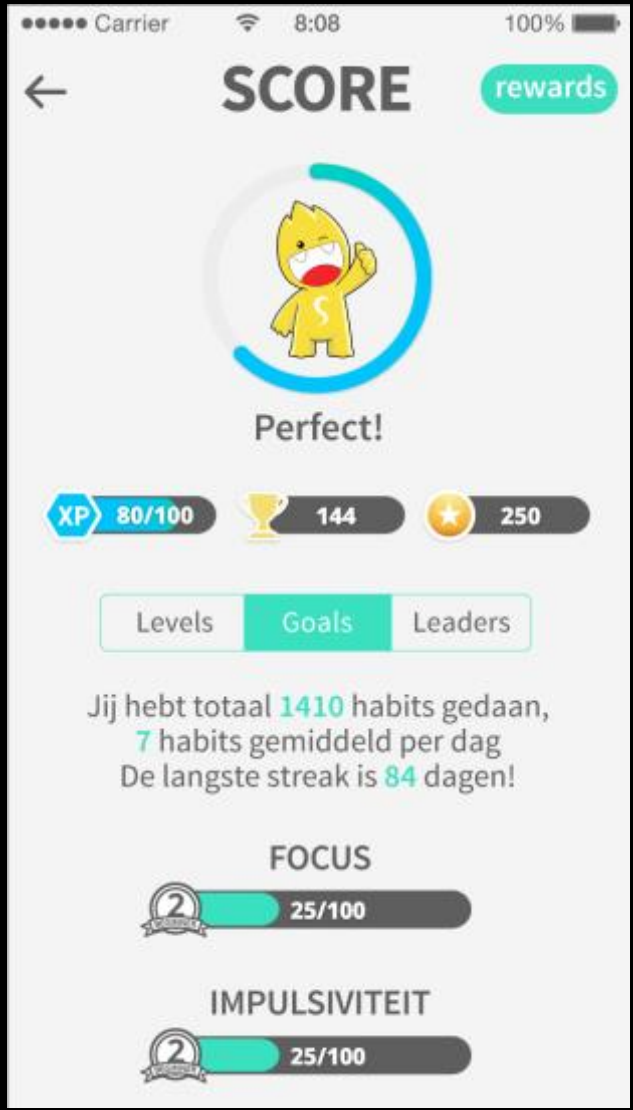 Carrier 8:08 100%
SCORE rewards
Perfect!
XP 80/100 144 250
Levels Goals Leaders
Jij hebt totaal 1410 habits gedaan,
7 habits gemiddeld per dag
De langste streak is 84 dagen!
FOCUS
2 25/100
IMPULSIVITEIT
2 25/100